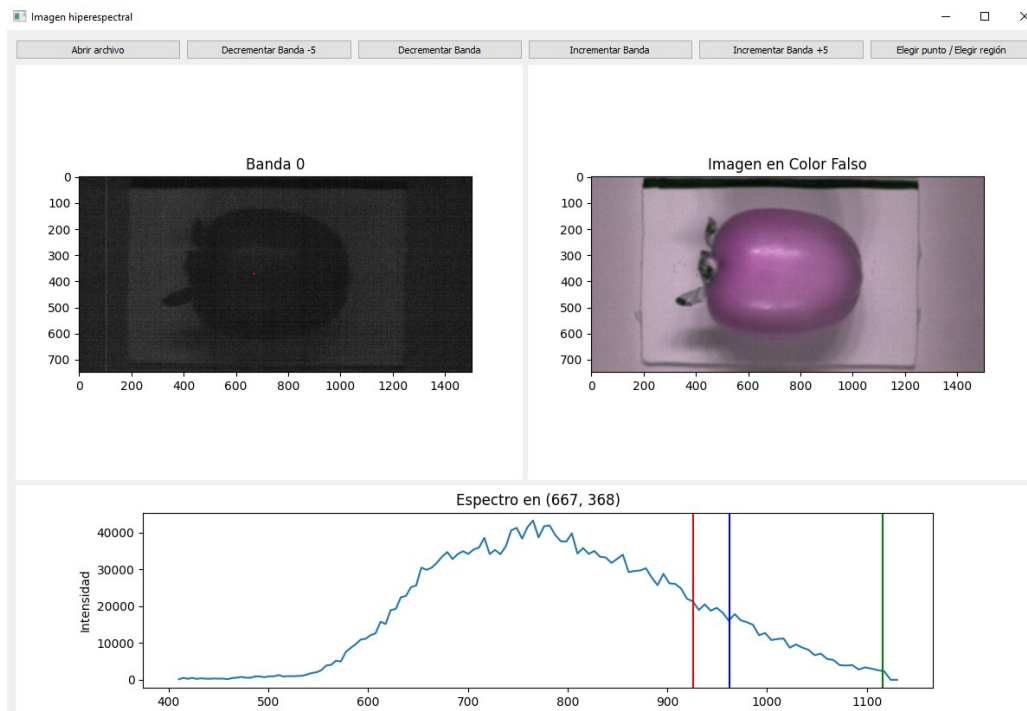 Imagen hiperespectral
Abrir archivo
Decrementar Banda -5
Decrementar Banda
Incrementar Banda
Incrementar Banda +5
Elegir punto / Elegir región
Banda 0
0
100
200
300
400
500
600
700
0 200 400 600 800 1000 1200 1400
Imagen en Color Falso
0
100
200
300
400
500
600
700
0 200 400 600 800 1000 1200 1400
Espectro en (667, 368)
Intensidad
40000
30000
20000
10000
0
400 500 600 700 800 900 1000 1100